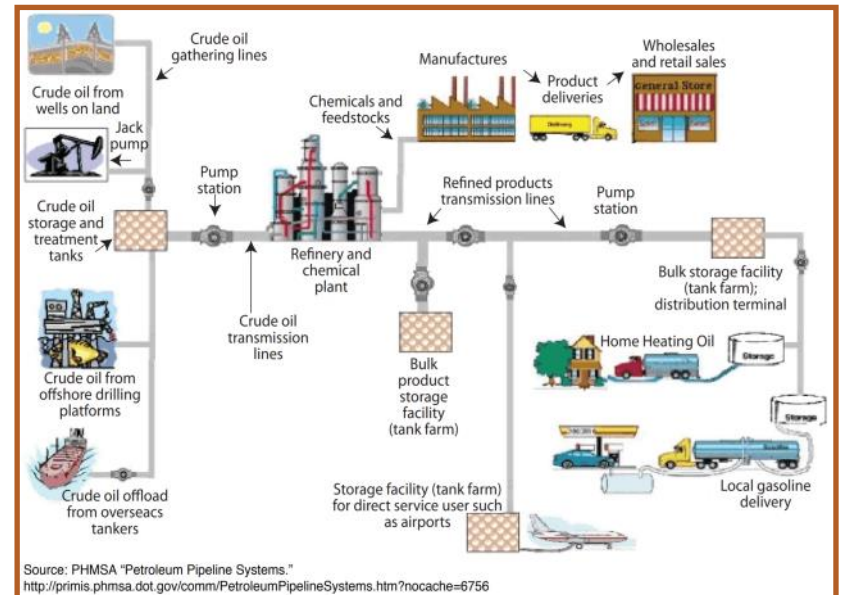 Crude oil
gathering lines
Crude oil from
wells on land
Jack
pump
Crude oil
storage and
treatment
tanks
Pump
station
Crude oil
transmission
lines
Crude oil from
offshore drilling
platforms
Crude oil offload
from overseacs
tankers
Chemicals and
feedstocks
Manufactures
Product
deliveries
Delivery
Wholesales
and retail sales
General Store
Refinery and
chemical
plant
Refined products
transmission lines
Pump
station
Bulk
product
storage
facility
(tank farm)
Bulk storage facility
(tank farm);
distribution terminal
Home Heating Oil
Storage
Storage
Local gasoline
delivery
Storage facility (tank farm)
for direct service user such
as airports
Source: PHMSA "Petroleum Pipeline Systems."
http://primis.phmsa.dot.gov/comm/PetroleumPipelineSystems.htm?nocache=6756